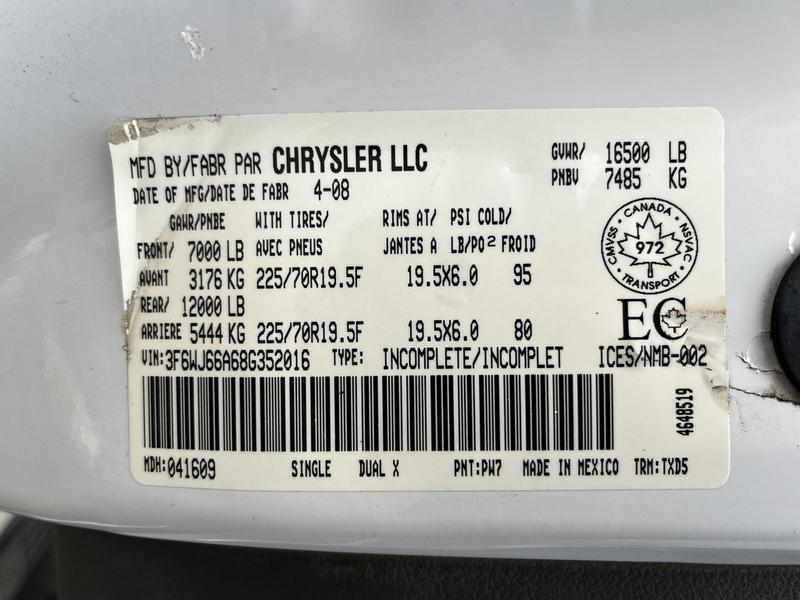 MFD BY/FABR PAR CHRYSLER LLC
GVWR/ 16500 LB
PNBV 7485 KG
DATE OF MFG/DATE DE FABR 4-08
GAWR/PNBE WITH TIRES/ RIMS AT/ PSI COLD/
FRONT/ 7000 LB AVEC PNEUS JANTES A LB/PO2 FROID
AVANT 3176 KG 225/70R19.5F 19.5X6.0 95
REAR/ 12000 LB
ARRIERE 5444 KG 225/70R19.5F 19.5X6.0 80
CANADA
CMVSS 972 NSVAC
TRANSPORT
EC
VIN: 3F6WJ66A68G352016 TYPE: INCOMPLETE/INCOMPLET ICES/NMB-002
4648519
MDH: 041609 SINGLE DUAL X PNT: PW7 MADE IN MEXICO TRM: TXD5